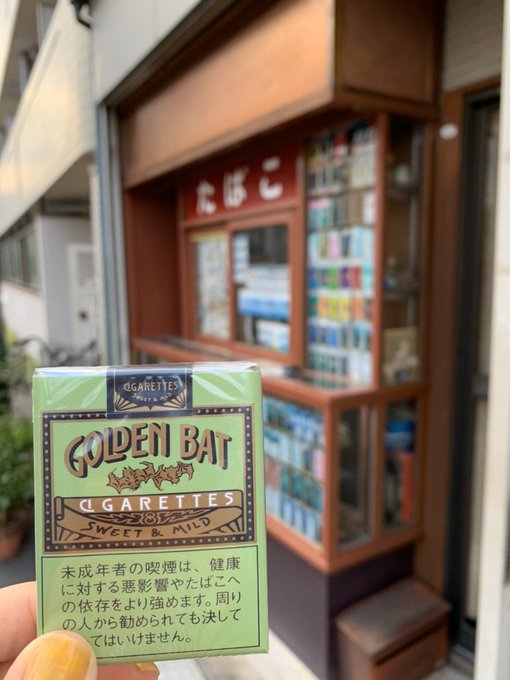 たばこ
CIGARETTES
SWEET & MILD
GOLDEN BAT
CIGARETTES
SWEET & MILD
未成年者の喫煙は、健康
に対する悪影響やたばこへ
の依存をより強めます。周り
の人から勧められても決して
てはいけません。